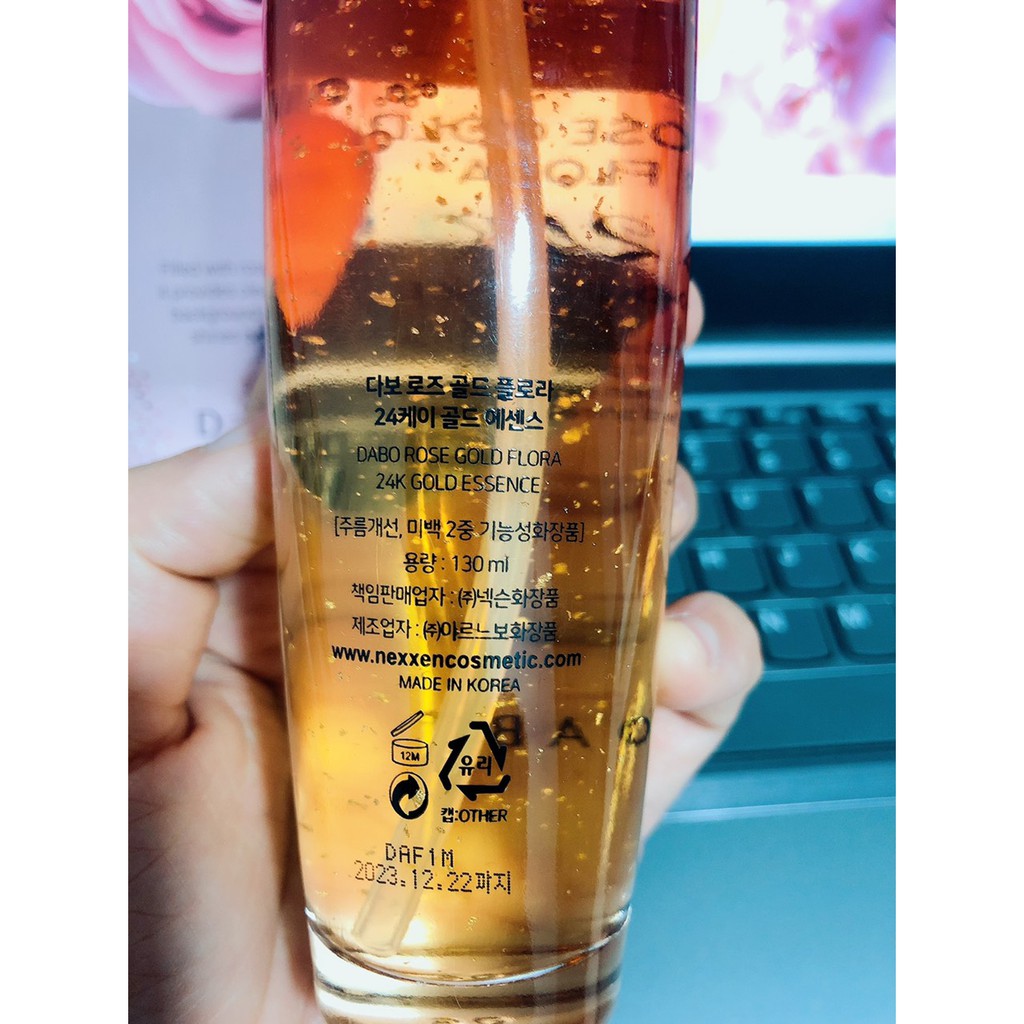 다보 로즈 골드 플로라
24케이 골드 에센스
DABO ROSE GOLD FLORA
24K GOLD ESSENCE
[주름개선, 미백 2중 기능성화장품]
용량 : 130 ml
책임판매업자 : ㈜넥슨화장품
제조업자 : ㈜아르느보화장품
www.nexxencosmetic.com
MADE IN KOREA
12M
유리
캡:OTHER
DAF1M
2023.12.22까지